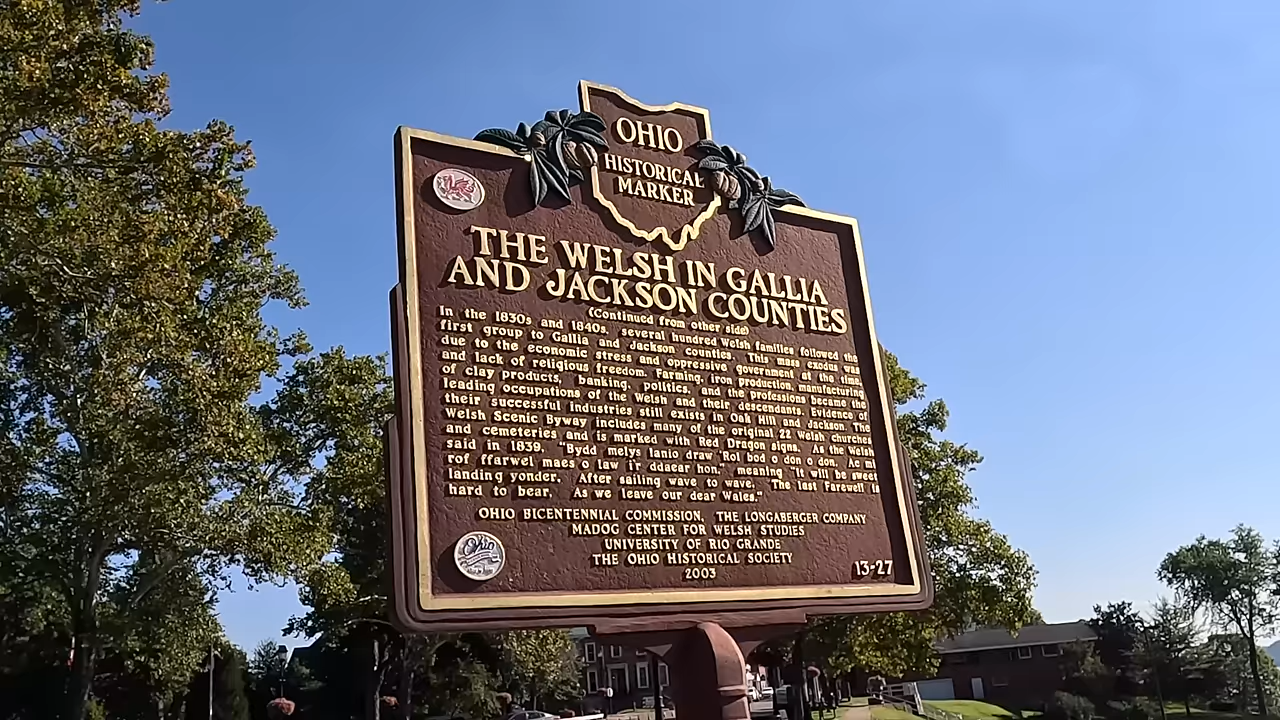 OHIO
HISTORICAL
MARKER
THE WELSH IN GALLIA
AND JACKSON COUNTIES
(Continued from other side)
In the 1830s and 1840s, several hundred Welsh families followed the
first group to Gallia and Jackson counties. This mass exodus was
due to the economic stress and oppressive government at the time
and lack of religious freedom. Farming, iron production, manufacturing
of clay products, banking, politics, and the professions became the
leading occupations of the Welsh and their descendants. Evidence of
their successful industries still exists in Oak Hill and Jackson. The
Welsh Scenic Byway includes many of the original 22 Welsh churches
and cemeteries and is marked with Red Dragon signs. As the Welsh
said in 1839, "Bydd melys lanio draw 'Rol bod o don o don, Ac mi
rof ffarwel maes o law i'r ddaear hon," meaning "It will be sweet
landing yonder, After sailing wave to wave, The last Farewell is
hard to bear, As we leave our dear Wales."
OHIO BICENTENNIAL COMMISSION, THE LONGABERGER COMPANY
MADOG CENTER FOR WELSH STUDIES
UNIVERSITY OF RIO GRANDE
THE OHIO HISTORICAL SOCIETY
2003
13-27
Ohio